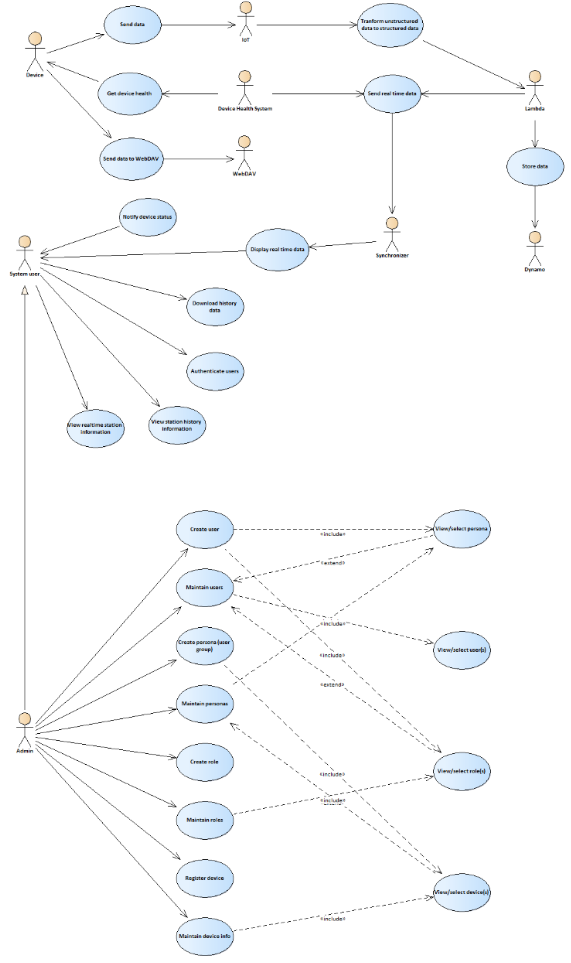 Send data
IoT
Tranform unstructured
data to structured data
Device
Get device health
Device Health System
Send real time data
Lambda
Send data to WebDAV
WebDAV
Store data
Notify device status
System user
Display real time data
Synchronizer
Dynamo
Download history
data
Authenticate users
View realtime station
information
View station history
information
Create user
«include»
View/select persona
«extend»
Maintain users
«include»
View/select user(s)
Create persona (user
group)
«include»
«extend»
Maintain personas
Admin
Create role
«include»
View/select role(s)
Maintain roles
«include»
Register device
View/select device(s)
Maintain device info
«include»